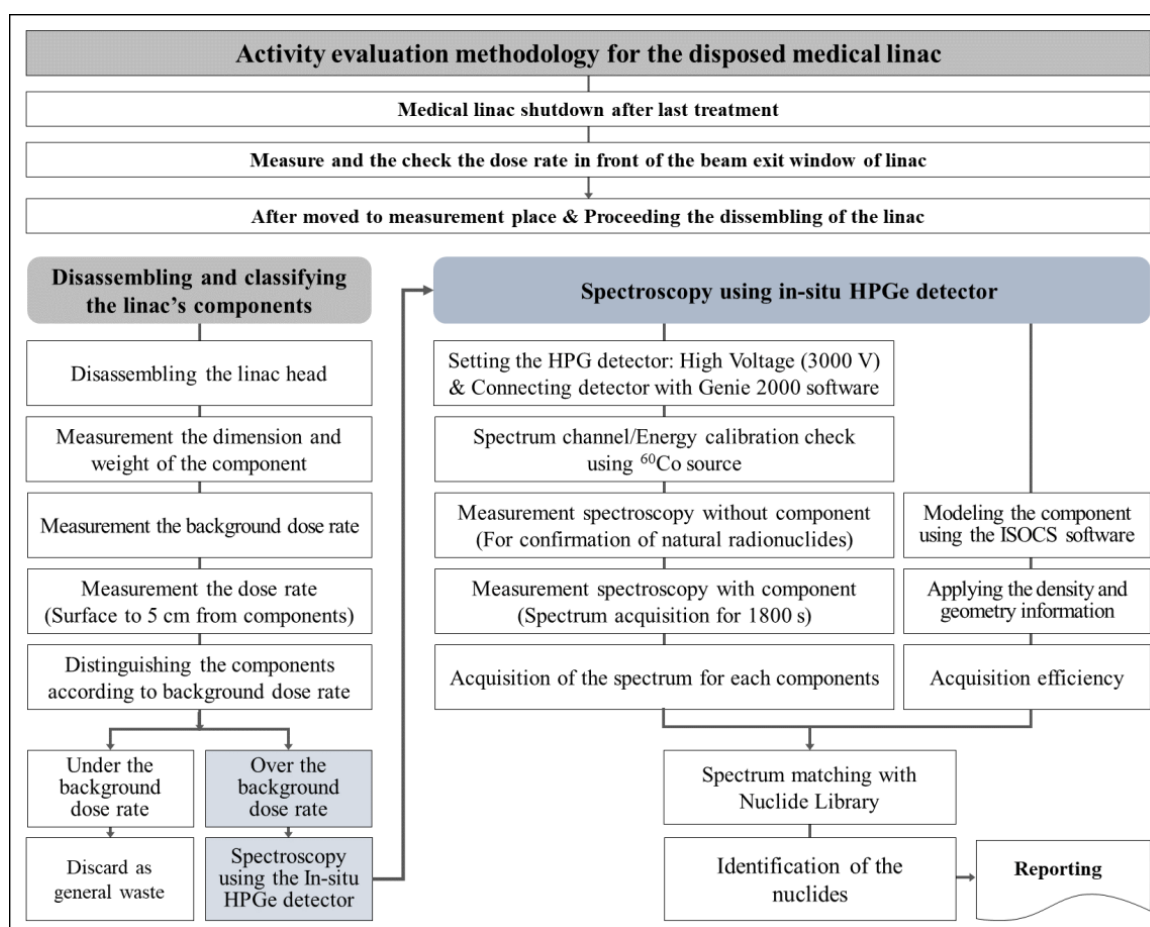 Activity evaluation methodology for the disposed medical linac
Medical linac shutdown after last treatment
Measure and the check the dose rate in front of the beam exit window of linac
After moved to measurement place & Proceeding the dissembling of the linac
Disassembling and classifying
the linac's components
Disassembling the linac head
Measurement the dimension and
weight of the component
Measurement the background dose rate
Measurement the dose rate
(Surface to 5 cm from components)
Distinguishing the components
according to background dose rate
Under the
background
dose rate
Over the
background
dose rate
Discard as
general waste
Spectroscopy
using the In-situ
HPGe detector
Spectroscopy using in-situ HPGe detector
Setting the HPG detector: High Voltage (3000 V)
& Connecting detector with Genie 2000 software
Spectrum channel/Energy calibration check
using ⁶⁰Co source
Measurement spectroscopy without component
(For confirmation of natural radionuclides)
Measurement spectroscopy with component
(Spectrum acquisition for 1800 s)
Acquisition of the spectrum for each components
Modeling the component
using the ISOCS software
Applying the density and
geometry information
Acquisition efficiency
Spectrum matching with
Nuclide Library
Identification of the
nuclides
Reporting